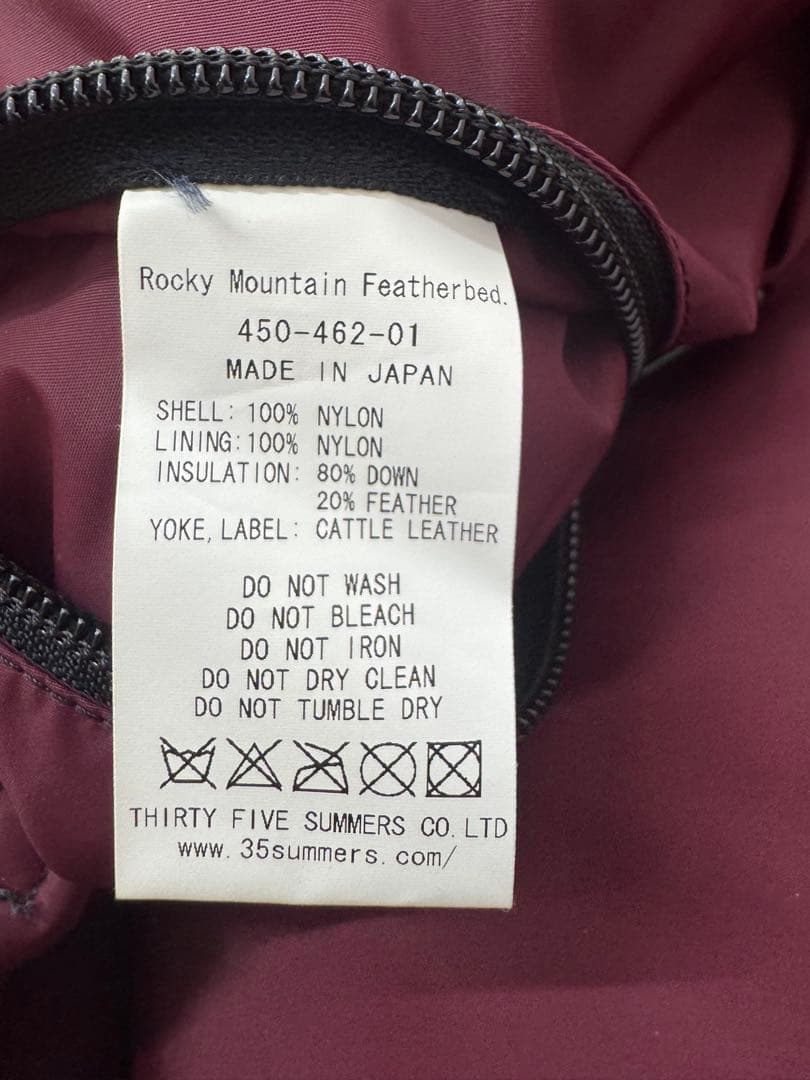 Rocky Mountain Featherbed.
450-462-01
MADE IN JAPAN
SHELL: 100% NYLON
LINING: 100% NYLON
INSULATION: 80% DOWN
20% FEATHER
YOKE, LABEL: CATTLE LEATHER
DO NOT WASH
DO NOT BLEACH
DO NOT IRON
DO NOT DRY CLEAN
DO NOT TUMBLE DRY
THIRTY FIVE SUMMERS CO. LTD
www. 35summers. com/